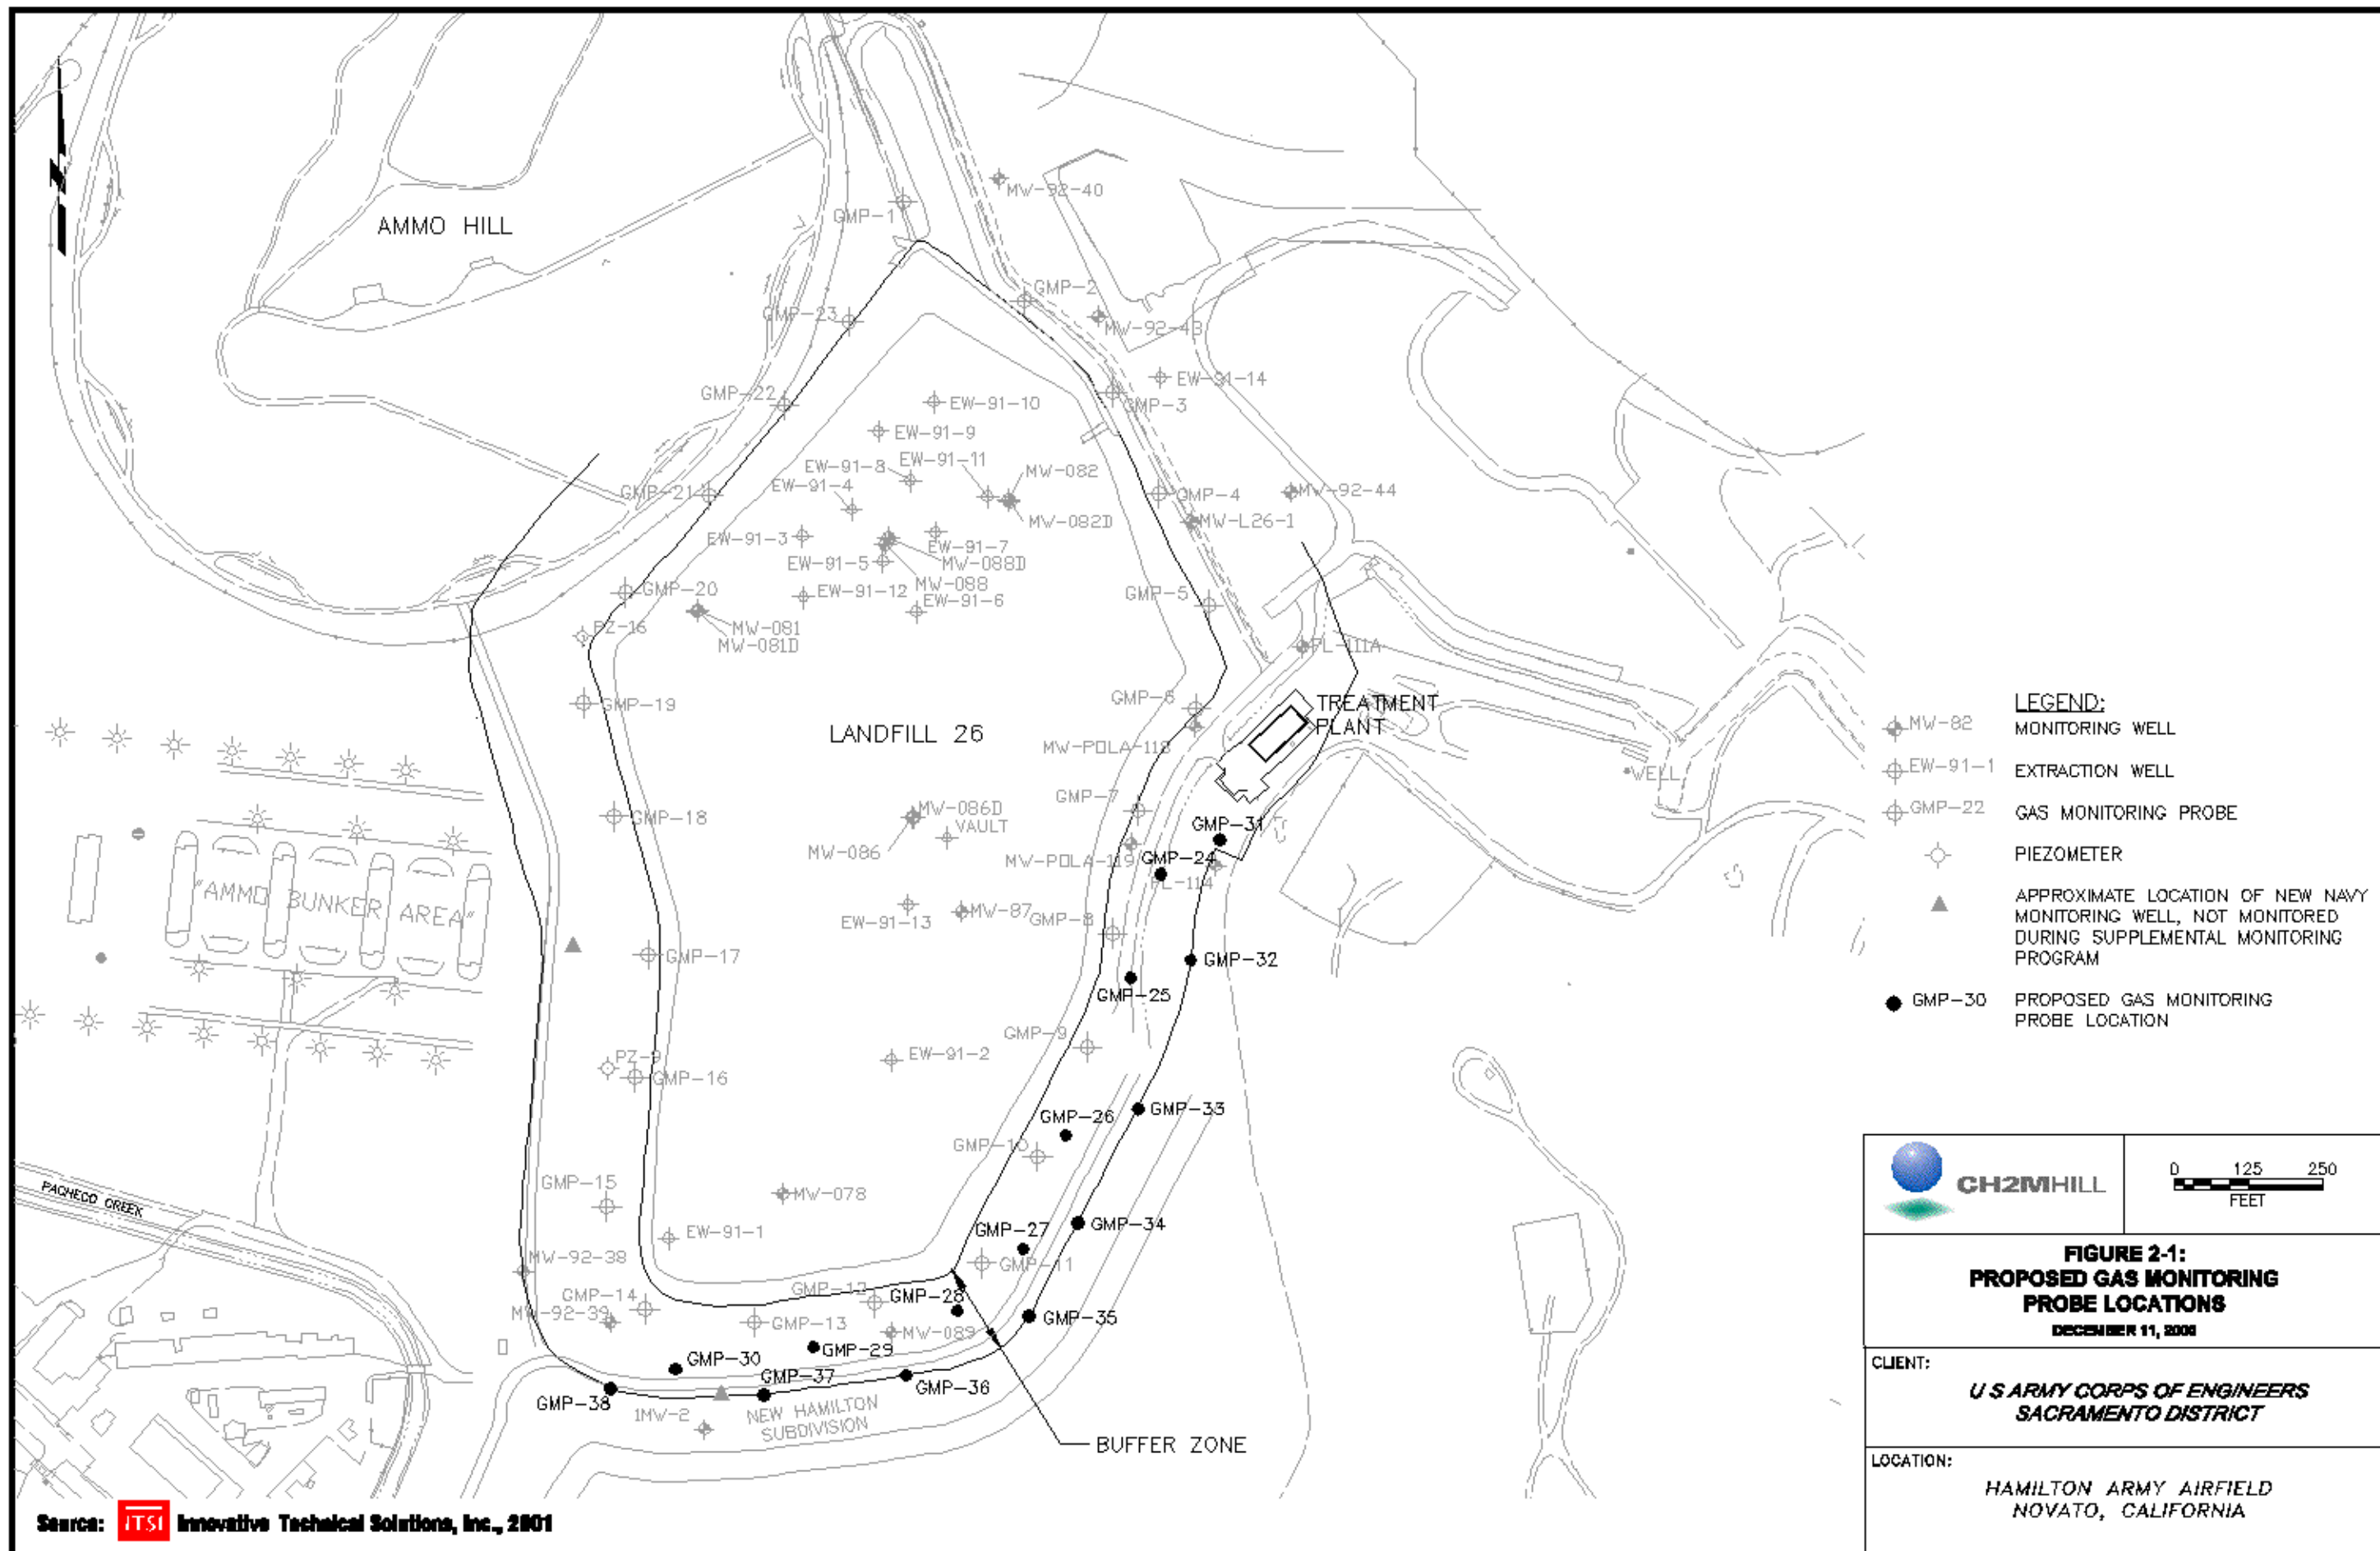 AMMO HILL
MW-92-40
GMP-1
GMP-2
MW-92-43
GMP-23
EW-91-14
GMP-3
GMP-22
EW-91-10
EW-91-9
EW-91-8
EW-91-11
MW-082
EW-91-4
GMP-21
GMP-4
MW-92-44
MW-082D
MW-L26-1
EW-91-3
EW-91-7
EW-91-5
MW-088D
MW-088
GMP-20
EW-91-12
EW-91-6
GMP-5
PZ-16
MW-081
MW-081D
PL-111A
GMP-19
GMP-6
TREATMENT
PLANT
LANDFILL 26
MW-POLA-118
WELL
GMP-7
GMP-18
MW-086D
VAULT
MW-086
GMP-31
MW-POLA-119
GMP-24
PL-114
"AMMO BUNKER AREA"
EW-91-13
MW-87
GMP-8
GMP-17
GMP-32
GMP-25
GMP-9
EW-91-2
PZ-9
GMP-16
GMP-26
GMP-33
GMP-10
PACHECO CREEK
GMP-15
MW-078
GMP-27
GMP-34
EW-91-1
MW-92-38
GMP-11
GMP-14
GMP-12
GMP-28
MW-92-39
GMP-13
MW-089
GMP-35
GMP-29
GMP-30
GMP-37
GMP-36
GMP-38
1MW-2
NEW HAMILTON
SUBDIVISION
BUFFER ZONE
LEGEND:
MW-82 MONITORING WELL
EW-91-1 EXTRACTION WELL
GMP-22 GAS MONITORING PROBE
PIEZOMETER
APPROXIMATE LOCATION OF NEW NAVY
MONITORING WELL, NOT MONITORED
DURING SUPPLEMENTAL MONITORING
PROGRAM
GMP-30 PROPOSED GAS MONITORING
PROBE LOCATION
CH2MHILL
0 125 250
FEET
FIGURE 2-1:
PROPOSED GAS MONITORING
PROBE LOCATIONS
DECEMBER 11,
CLIENT:
U S ARMY CORPS OF ENGINEERS
SACRAMENTO DISTRICT
LOCATION:
HAMILTON ARMY AIRFIELD
NOVATO, CALIFORNIA
Source: ITSI Innovative Technical Solutions, Inc., 2001